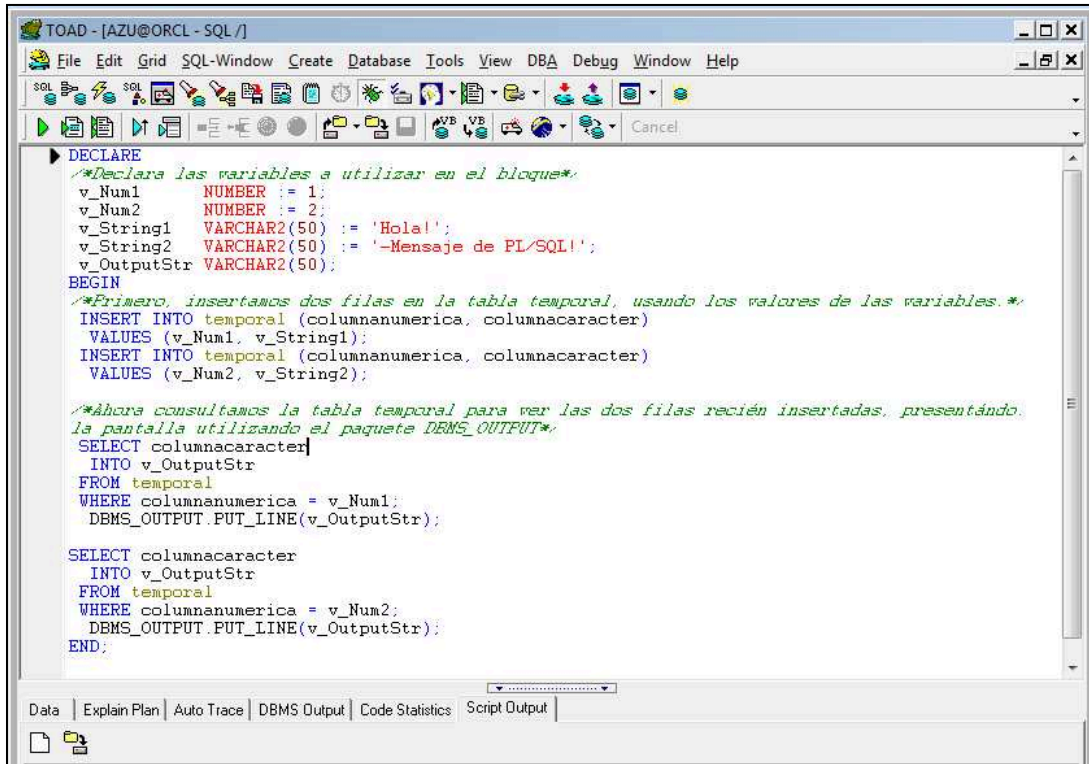 TOAD - [AZU@ORCL - SQL /]
File Edit Grid SQL-Window Create Database Tools View DBA Debug Window Help
SQL SQL
VB VB Cancel
DECLARE
/*Declara las variables a utilizar en el bloque*/
v_Num1 NUMBER := 1;
v_Num2 NUMBER := 2;
v_String1 VARCHAR2(50) := 'Hola!';
v_String2 VARCHAR2(50) := '-Mensaje de PL/SQL!';
v_OutputStr VARCHAR2(50);
BEGIN
/*Primero, insertamos dos filas en la tabla temporal, usando los valores de las variables.*/
INSERT INTO temporal (columnanumerica, columnacaracter)
VALUES (v_Num1, v_String1);
INSERT INTO temporal (columnanumerica, columnacaracter)
VALUES (v_Num2, v_String2);
/*Ahora consultamos la tabla temporal para ver las dos filas recién insertadas, presentándo.
la pantalla utilizando el paquete DBMS_OUTPUT*/
SELECT columnacaracter
INTO v_OutputStr
FROM temporal
WHERE columnanumerica = v_Num1;
DBMS_OUTPUT.PUT_LINE(v_OutputStr);
SELECT columnacaracter
INTO v_OutputStr
FROM temporal
WHERE columnanumerica = v_Num2;
DBMS_OUTPUT.PUT_LINE(v_OutputStr);
END;
Data Explain Plan Auto Trace DBMS Output Code Statistics Script Output